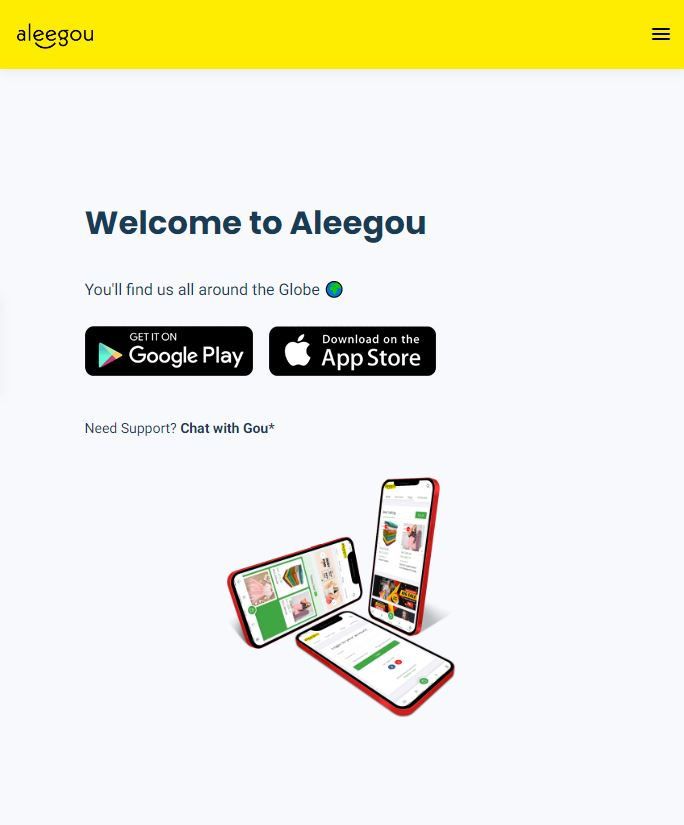 aleegou
Welcome to Aleegou
You'll find us all around the Globe
GET IT ON
Google Play
Download on the
App Store
Need Support? Chat with Gou*